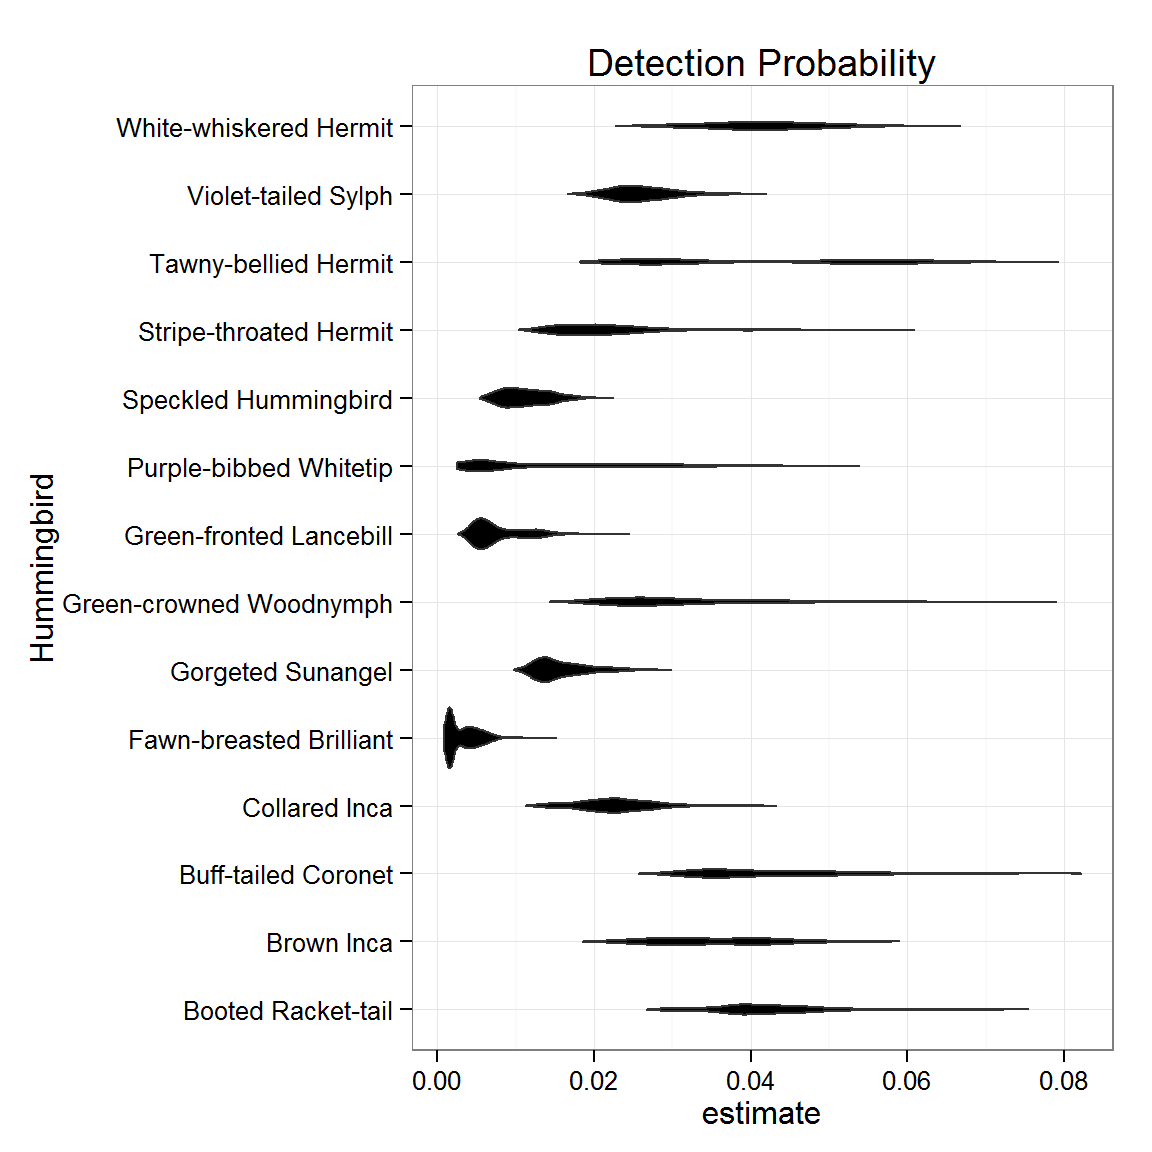 Detection Probability
White-whiskered Hermit
Violet-tailed Sylph
Tawny-bellied Hermit
Stripe-throated Hermit
Speckled Hummingbird
Purple-bibbed Whitetip
Green-fronted Lancebill
Green-crowned Woodnymph
Gorgeted Sunangel
Fawn-breasted Brilliant
Collared Inca
Buff-tailed Coronet
Brown Inca
Booted Racket-tail
Hummingbird
0.00 0.02 0.04 0.06 0.08
estimate